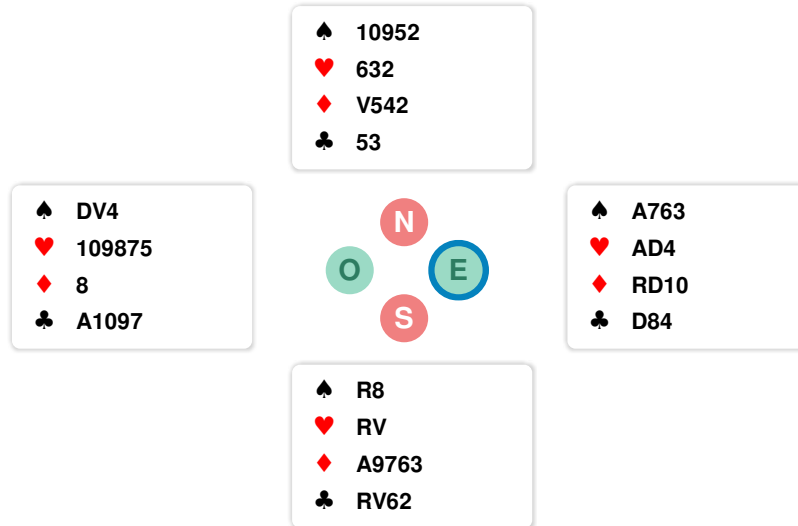 ♠ 10952
♥ 632
♦ V542
♣ 53
♠ DV4
♥ 109875
♦ 8
♣ A1097
N
O
E
S
♠ A763
♥ AD4
♦ RD10
♣ D84
♠ R8
♥ RV
♦ A9763
♣ RV62